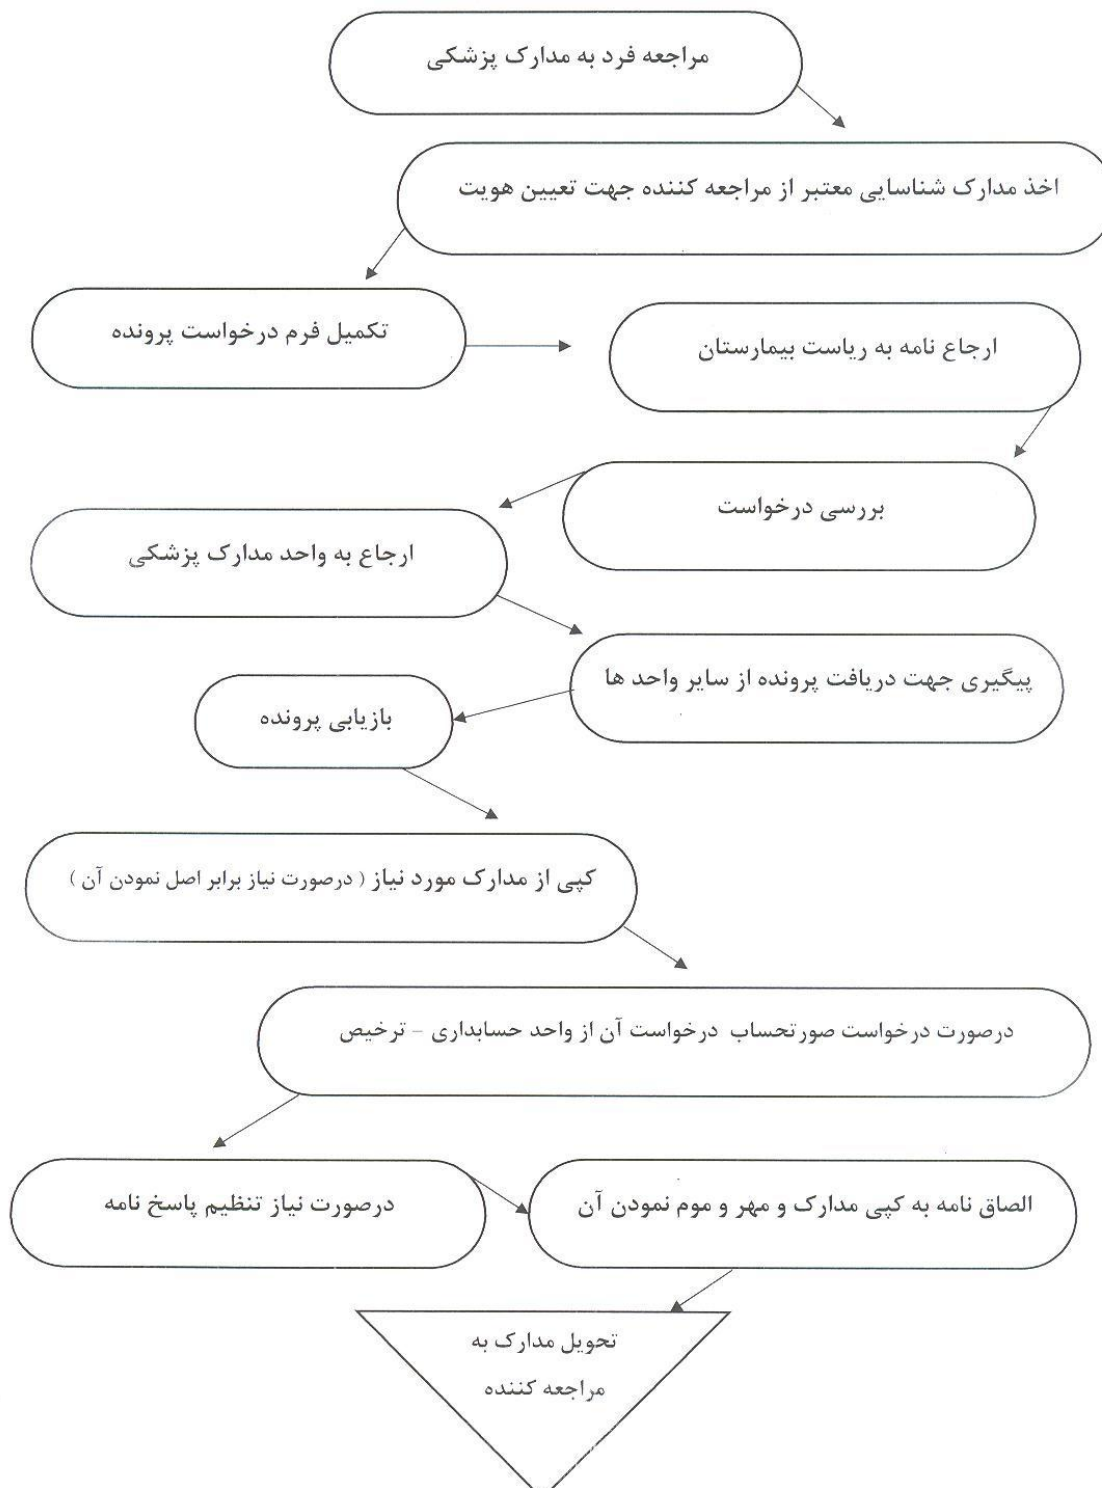 مراجعه فرد به مدارک پزشکی
اخذ مدارک شناسایی معتبر از مراجعه کننده جهت تعیین هویت
تکمیل فرم درخواست پرونده
ارجاع نامه به ریاست بیمارستان
بررسی درخواست
ارجاع به واحد مدارک پزشکی
پیگیری جهت دریافت پرونده از سایر واحد ها
بازیابی پرونده
کپی از مدارک مورد نیاز ( درصورت نیاز برابر اصل نمودن آن )
درصورت درخواست صورتحساب درخواست آن از واحد حسابداری – ترخیص
درصورت نیاز تنظیم پاسخ نامه
الصاق نامه به کپی مدارک و مهر و موم نمودن آن
تحویل مدارک به
مراجعه کننده